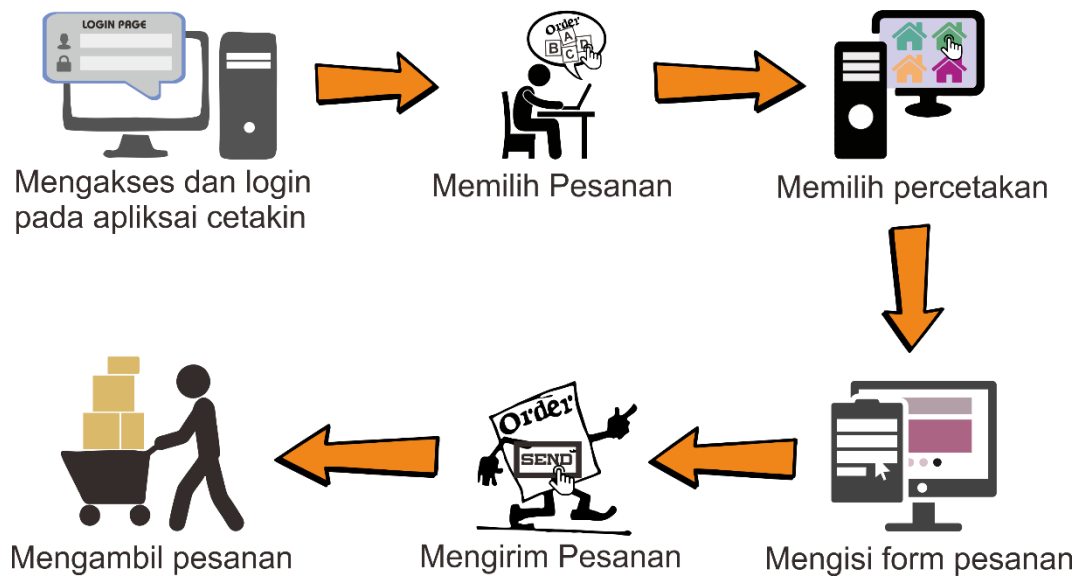 LOGIN PAGE
Mengakses dan login
pada apliksai cetakin
Order
A
B
D
C
Memilih Pesanan
Memilih percetakan
Mengisi form pesanan
Order
SEND
Mengirim Pesanan
Mengambil pesanan